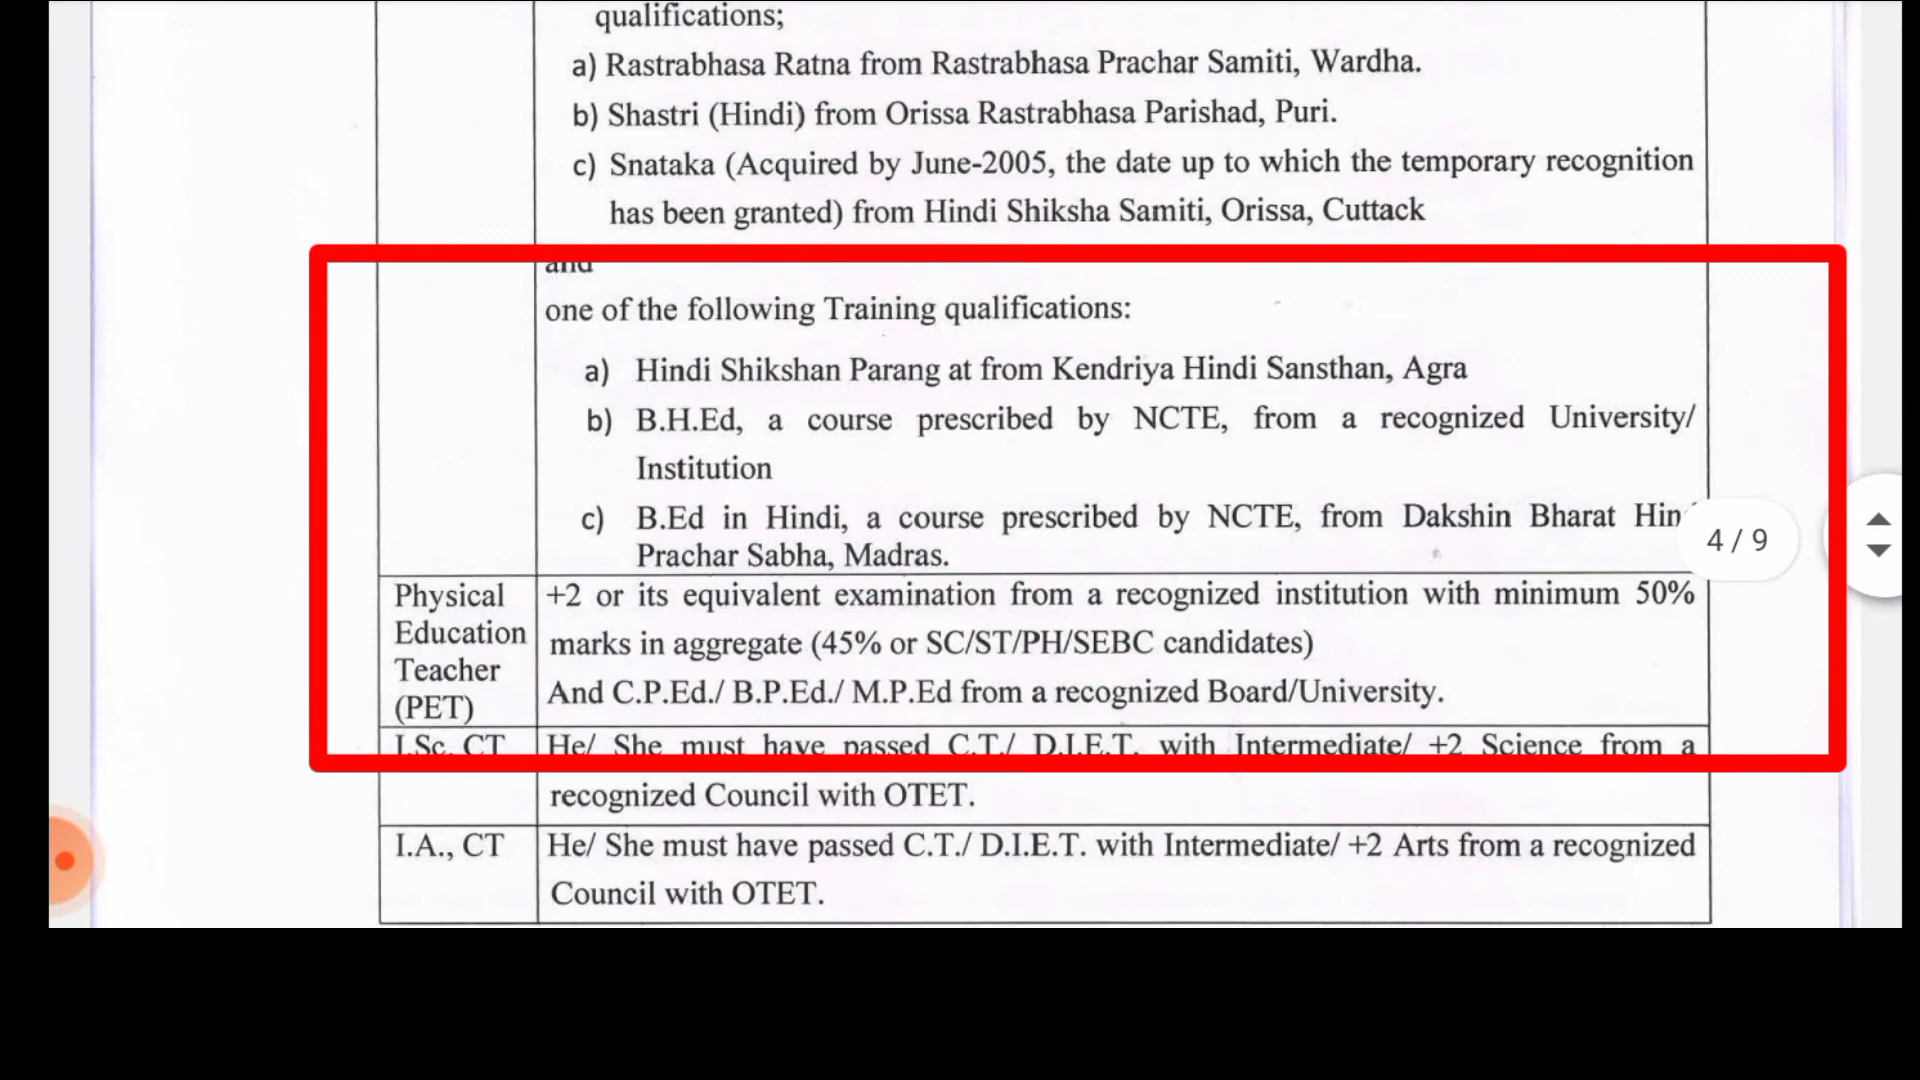 qualifications;
a) Rastrabhasa Ratna from Rastrabhasa Prachar Samiti, Wardha.
b) Shastri (Hindi) from Orissa Rastrabhasa Parishad, Puri.
c) Snataka (Acquired by June-2005, the date up to which the temporary recognition
has been granted) from Hindi Shiksha Samiti, Orissa, Cuttack
and
one of the following Training qualifications:
a) Hindi Shikshan Parang at from Kendriya Hindi Sansthan, Agra
b) B.H.Ed, a course prescribed by NCTE, from a recognized University/
Institution
c) B.Ed in Hindi, a course prescribed by NCTE, from Dakshin Bharat
Prachar Sabha, Madras.
4 / 9
Physical
Education
Teacher
(PET)
+2 or its equivalent examination from a recognized institution with minimum 50%
marks in aggregate (45% or SC/ST/PH/SEBC candidates)
And C.P.Ed./ B.P.Ed./ M.P.Ed from a recognized Board/University.
I.Sc. CT
He/ She must have passed C.T./ D.I.E.T. with Intermediate/ +2 Science from a
recognized Council with OTET.
I.A., CT
He/ She must have passed C.T./ D.I.E.T. with Intermediate/ +2 Arts from a recognized
Council with OTET.